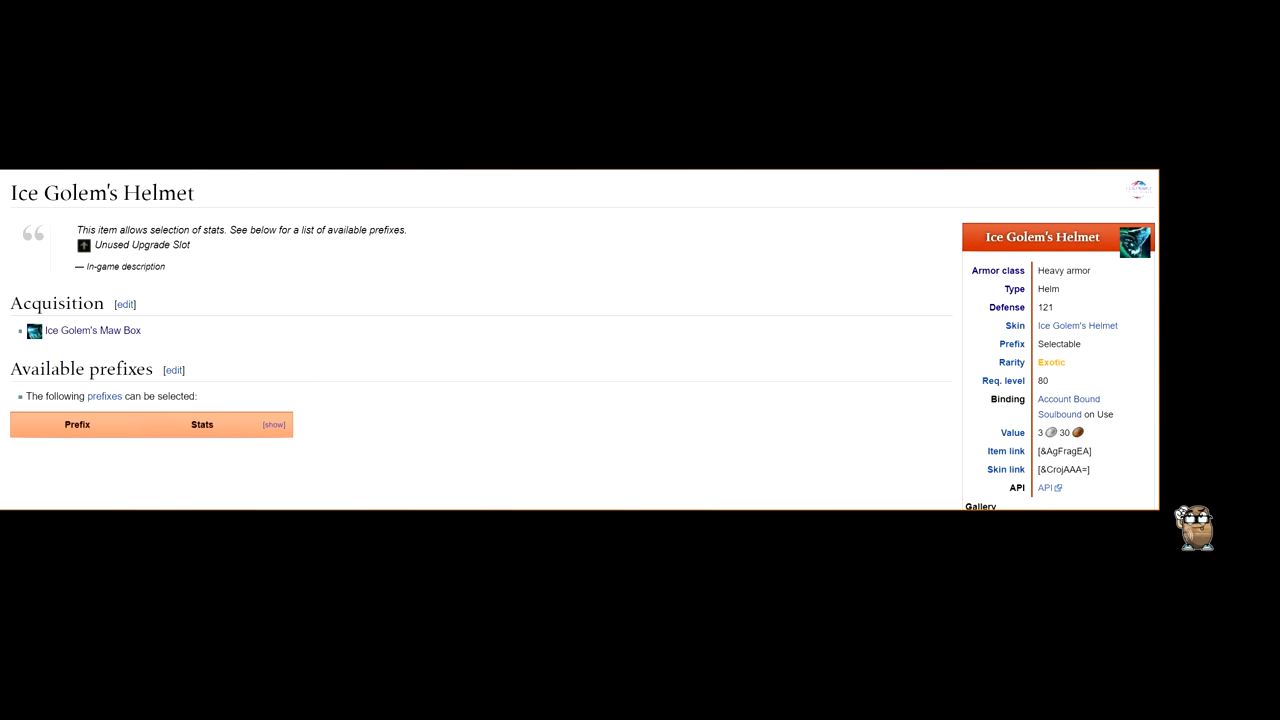 Ice Golem's Helmet
This item allows selection of stats. See below for a list of available prefixes.
Unused Upgrade Slot
— In-game description
Acquisition [edit]
Ice Golem's Maw Box
Available prefixes [edit]
The following prefixes can be selected:
Prefix Stats [show]
Ice Golem's Helmet
Armor class Heavy armor
Type Helm
Defense 121
Skin Ice Golem's Helmet
Prefix Selectable
Rarity Exotic
Req. level 80
Binding Account Bound
Soulbound on Use
Value 3 30
Item link [&AgFragEA]
Skin link [&CrojAAA=]
API API
Gallery